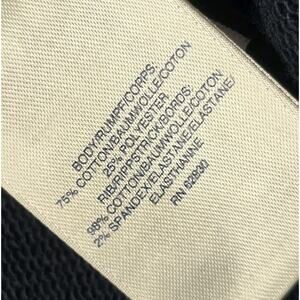 BODY/RUMPF/CORPS:
75% COTTON/BAUMWOLLE/COTON
25% POLYESTER
RIB/RIPPSTRICK/BORDS:
98% COTTON/BAUMWOLLE/COTON
2% SPANDEX/ELASTANE/ELASTANE/
ELASTHANNE
RN 62830